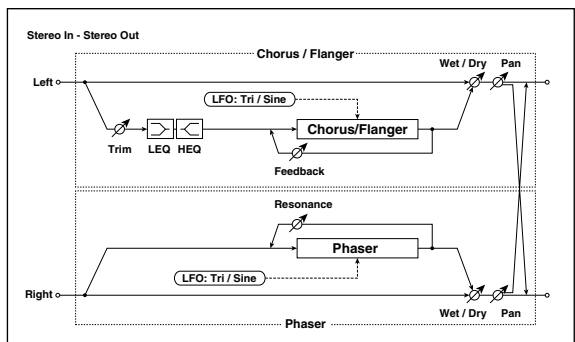 Stereo In - Stereo Out
Chorus / Flanger
Wet / Dry Pan
Left
LFO: Tri / Sine
Chorus/Flanger
Trim LEQ HEQ
Feedback
Resonance
Phaser
LFO: Tri / Sine
Right
Wet / Dry Pan
Phaser